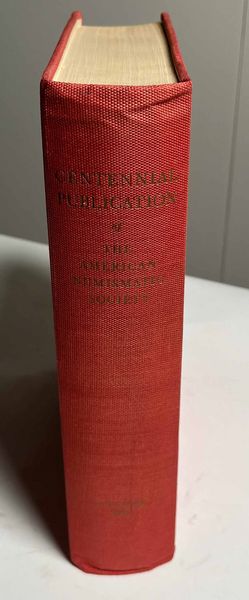 CENTENNIAL
PUBLICATION
of
THE
AMERICAN
NUMISMATIC
SOCIETY